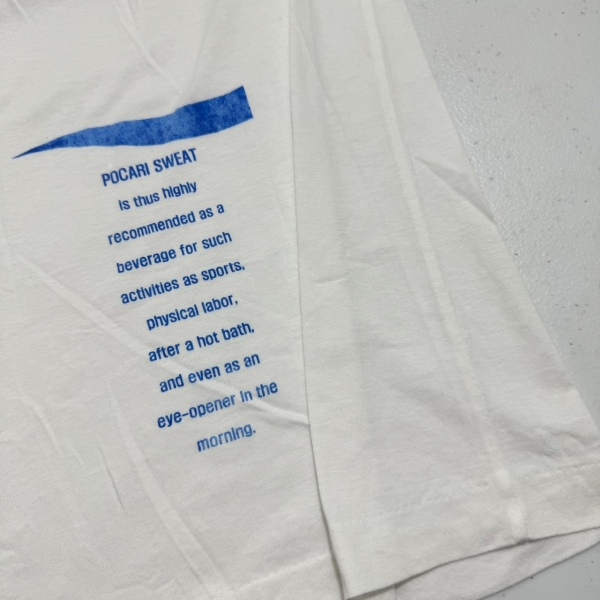 POCARI SWEAT
is thus highly
recommended as a
beverage for such
activities as sports,
physical labor,
after a hot bath,
and even as an
eye-opener in the
morning.